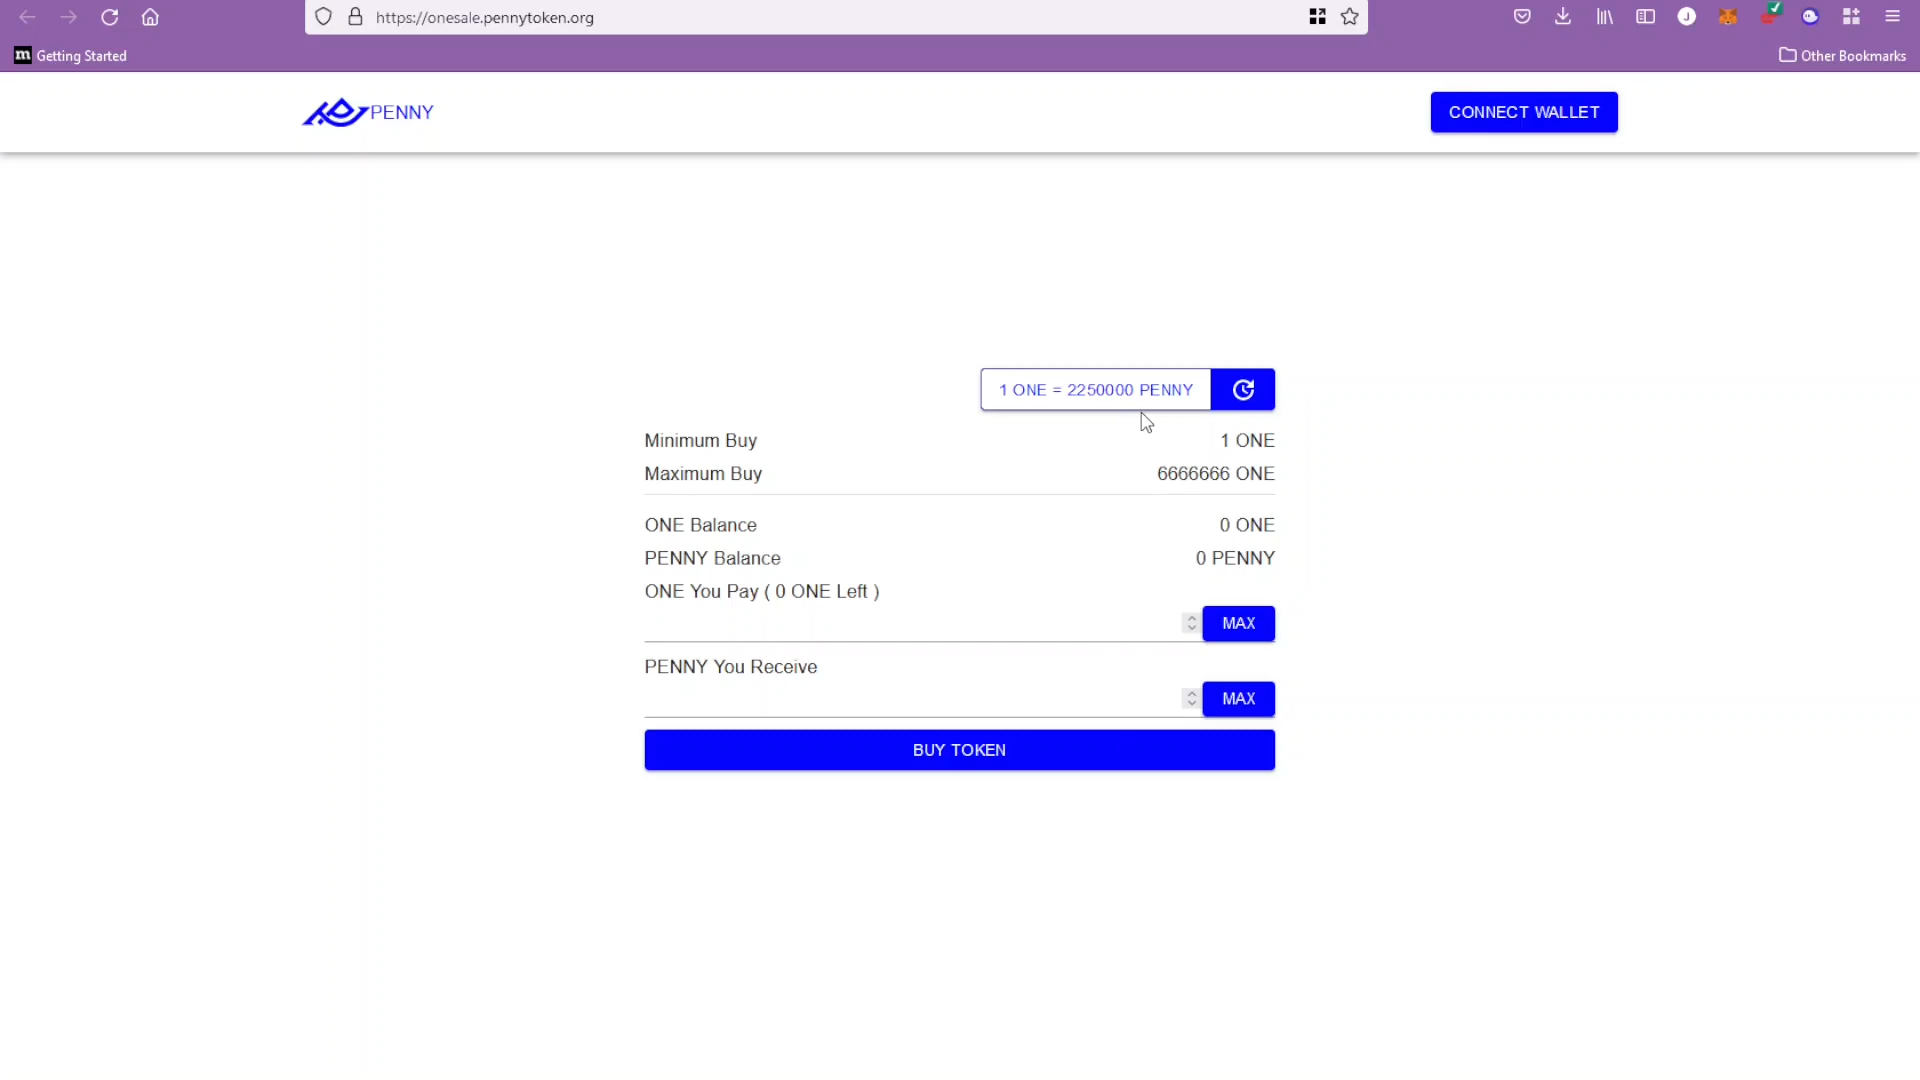 https://onesale.pennytoken.org
J
m Getting Started
Other Bookmarks
PENNY
CONNECT WALLET
1 ONE = 2250000 PENNY
Minimum Buy 1 ONE
Maximum Buy 6666666 ONE
ONE Balance 0 ONE
PENNY Balance 0 PENNY
ONE You Pay ( 0 ONE Left )
MAX
PENNY You Receive
MAX
BUY TOKEN